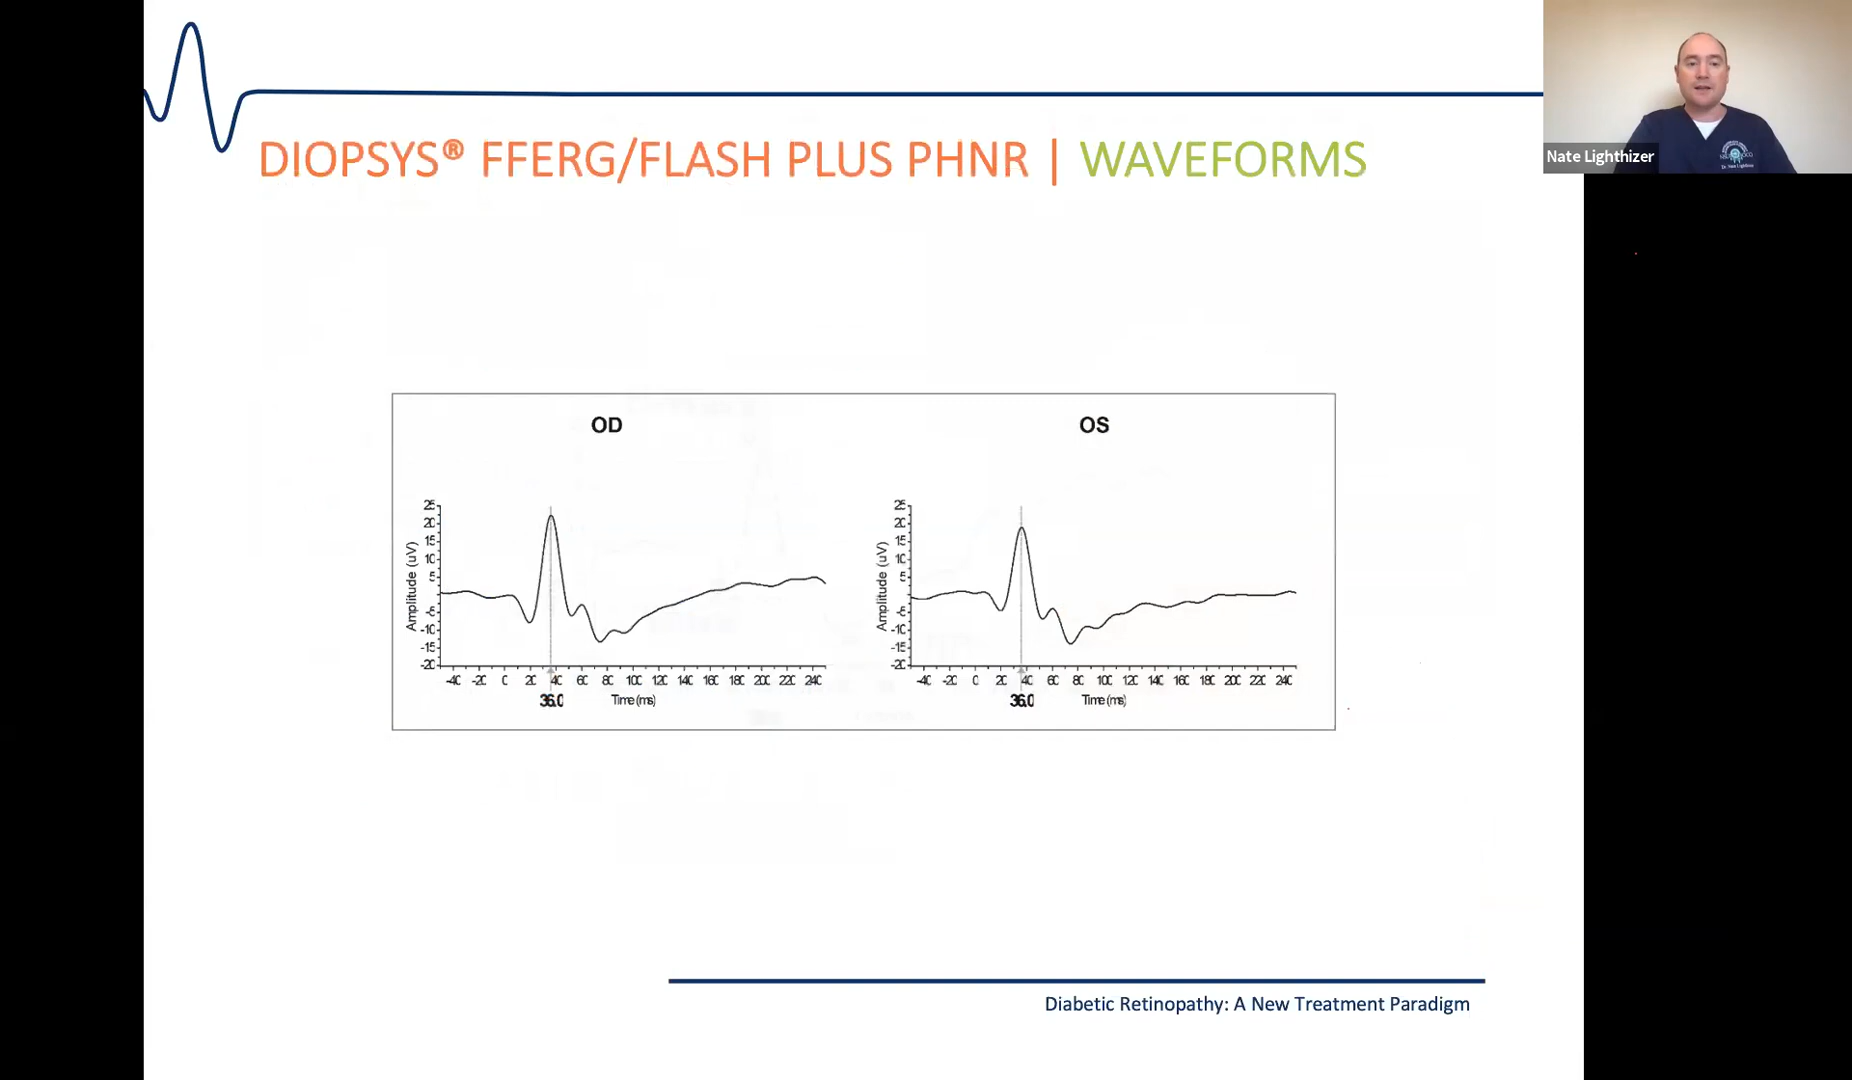 Nate Lighthizer
DIOPSYS® FFERG/FLASH PLUS PHNR | WAVEFORMS
OD
OS
Amplitude (uV)
25
20
15
10
5
-5
-10
-15
-20
-40 -20 0 20 40 60 80 100 120 140 160 180 200 220 240
36.0
Time (ms)
Amplitude (uV)
25
20
15
10
5
-5
-10
-15
-20
-40 -20 0 20 40 60 80 100 120 140 160 180 200 220 240
36.0
Time (ms)
Diabetic Retinopathy: A New Treatment Paradigm